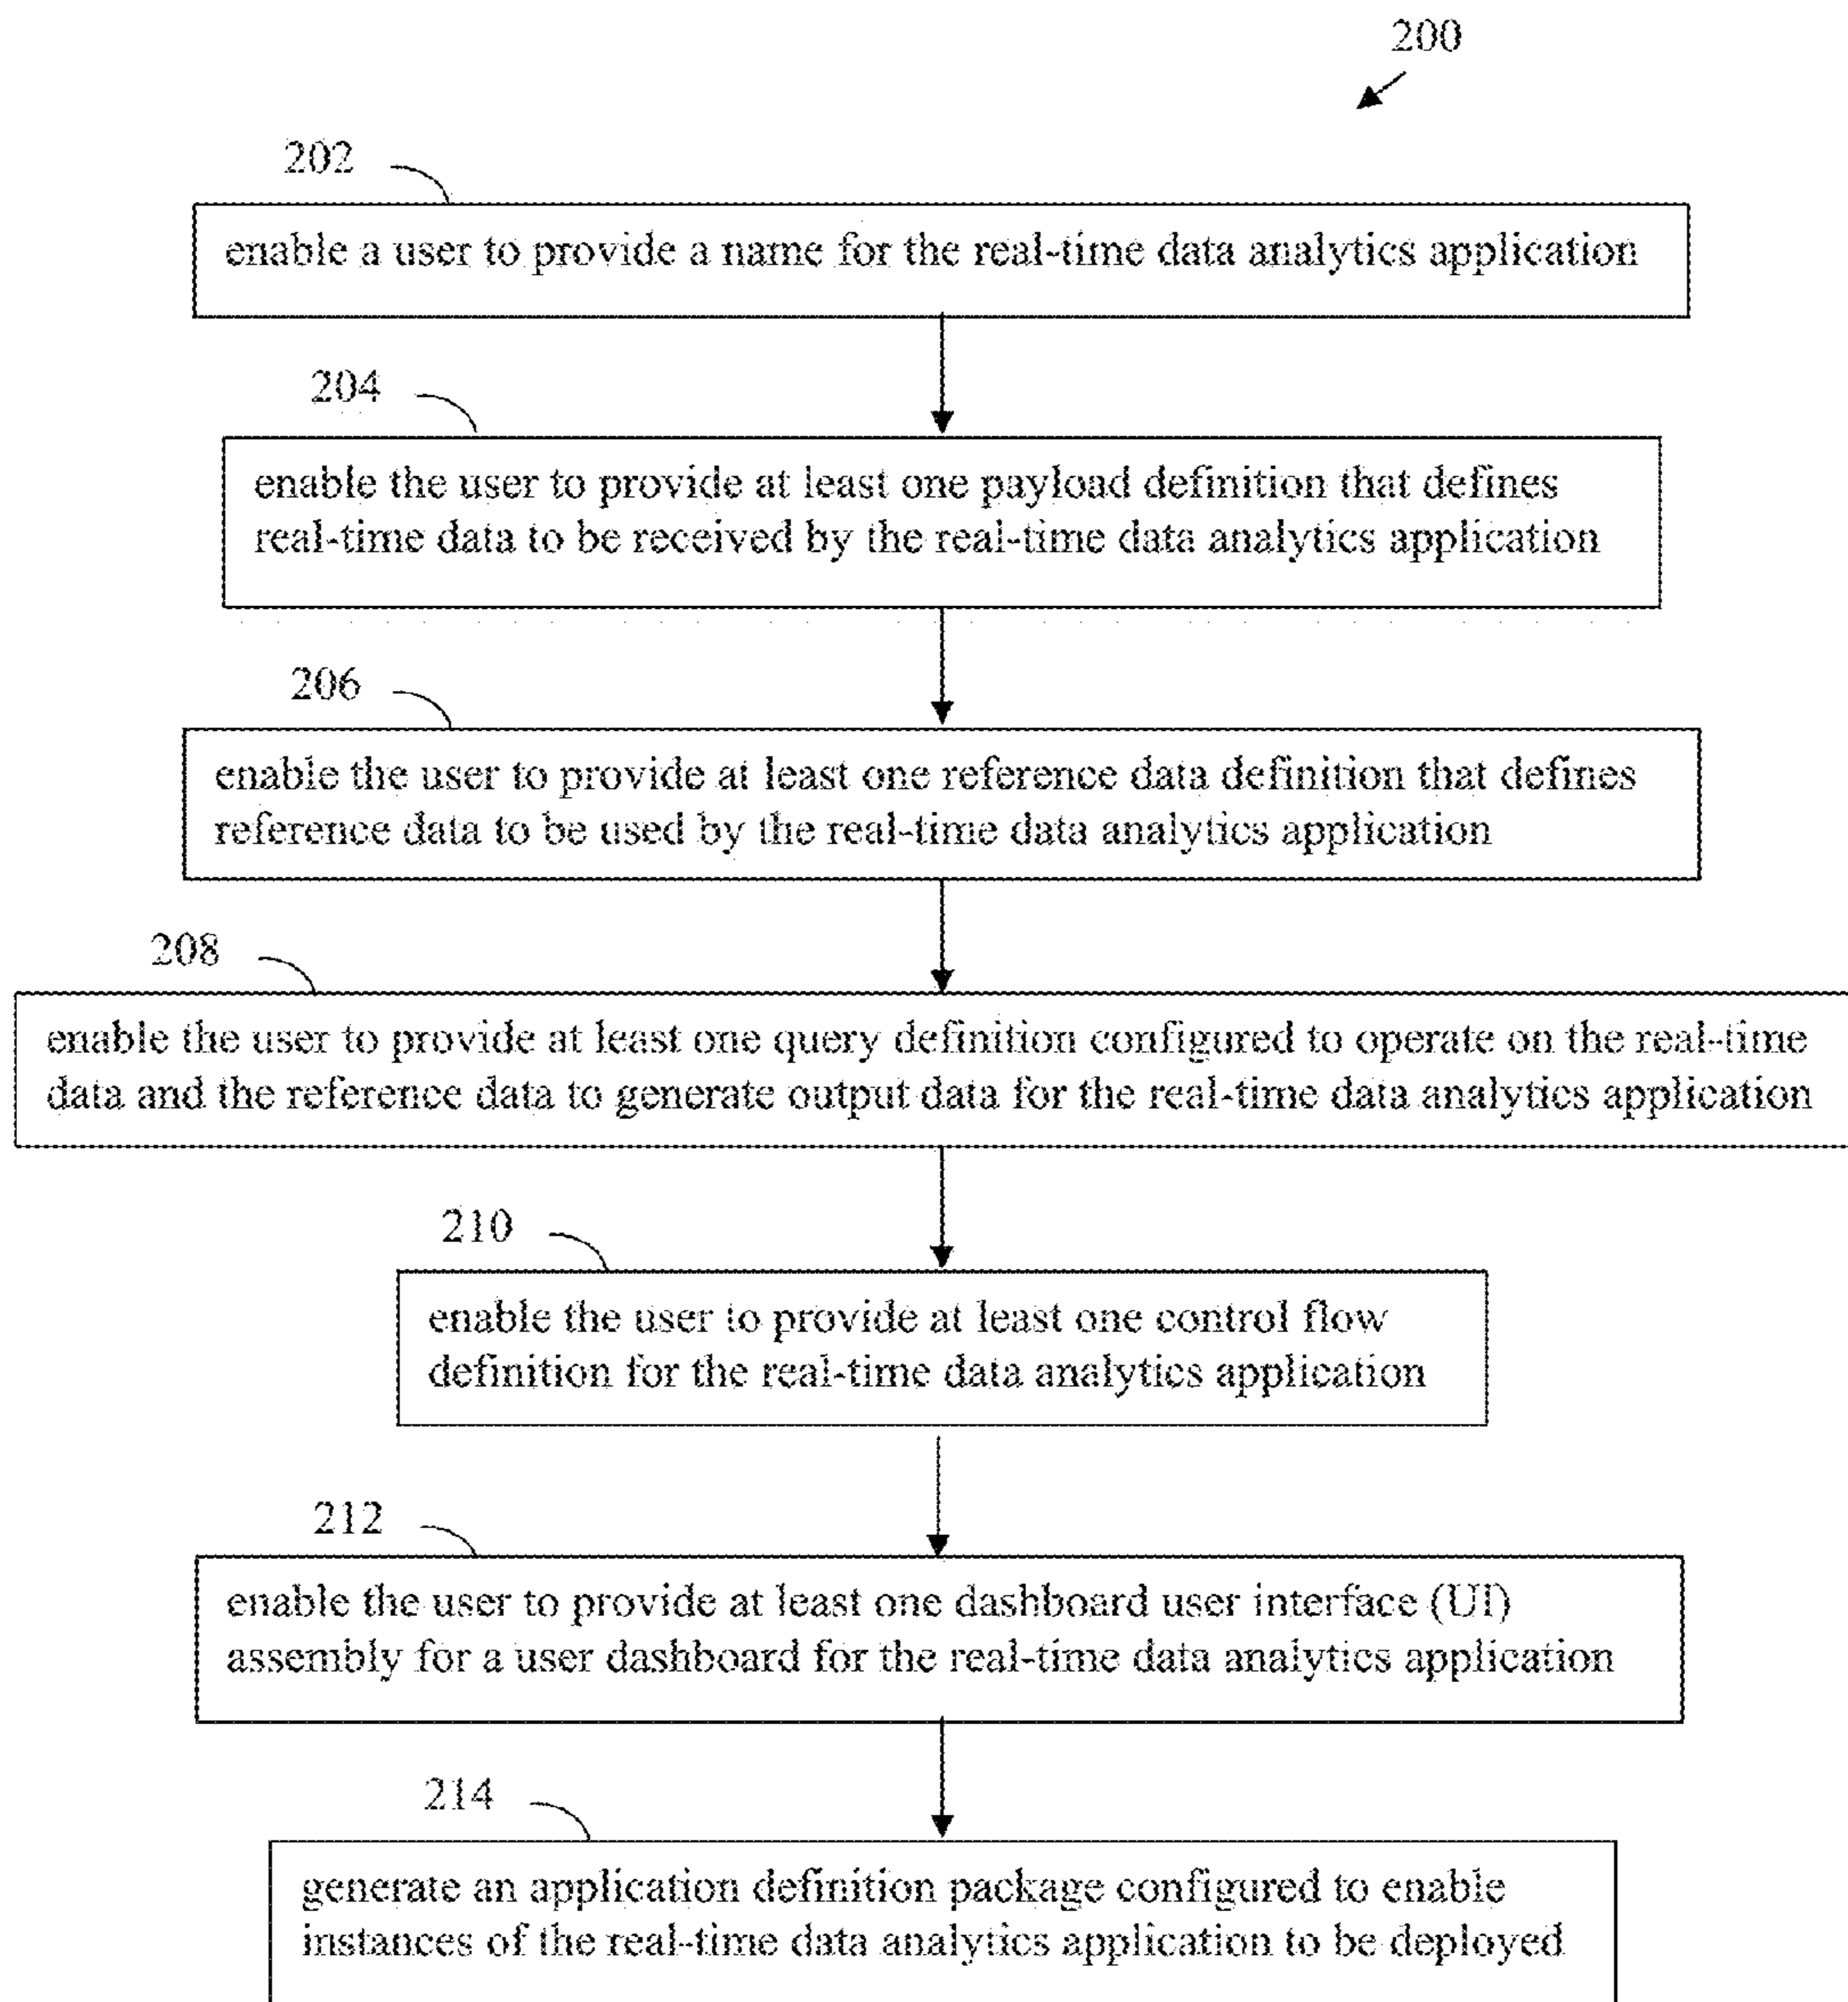 200
202
enable a user to provide a name for the real-time data analytics application
204
enable the user to provide at least one payload definition that defines
real-time data to be received by the real-time data analytics application
206
enable the user to provide at least one reference data definition that defines
reference data to be used by the real-time data analytics application
208
enable the user to provide at least one query definition configured to operate on the real-time
data and the reference data to generate output data for the real-time data analytics application
210
enable the user to provide at least one control flow
definition for the real-time data analytics application
212
enable the user to provide at least one dashboard user interface (UI)
assembly for a user dashboard for the real-time data analytics application
214
generate an application definition package configured to enable
instances of the real-time data analytics application to be deployed